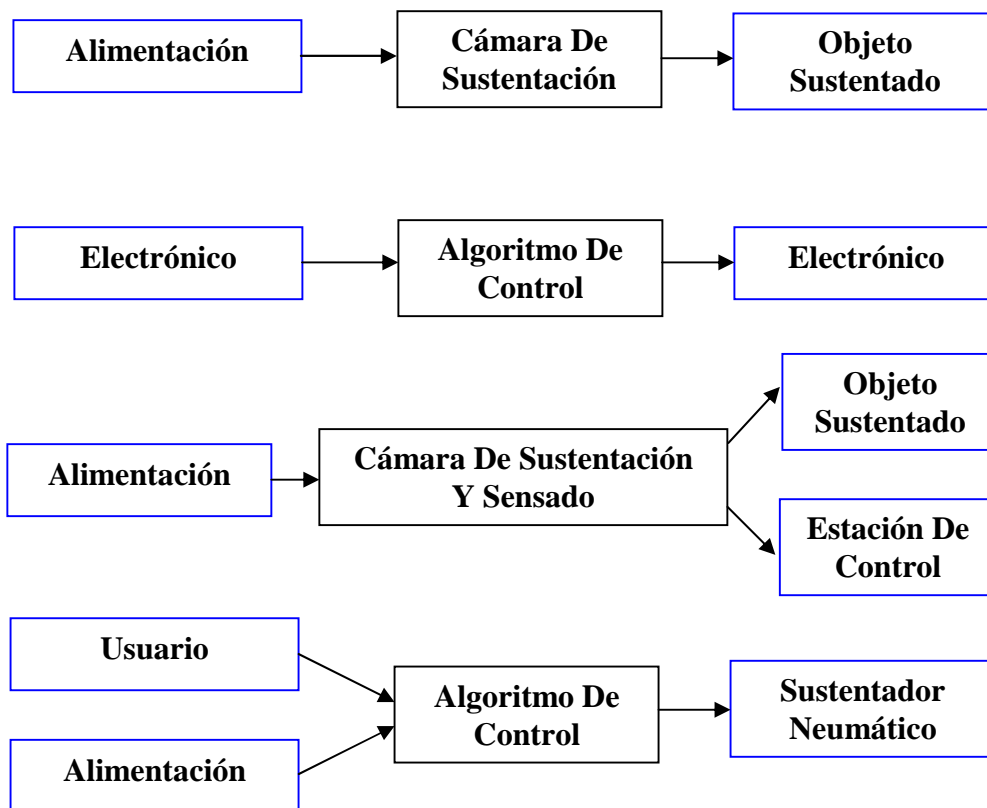 Alimentación
Cámara De
Sustentación
Objeto
Sustentado
Electrónico
Algoritmo De
Control
Electrónico
Alimentación
Cámara De Sustentación
Y Sensado
Objeto
Sustentado
Estación De
Control
Usuario
Alimentación
Algoritmo De
Control
Sustentador
Neumático